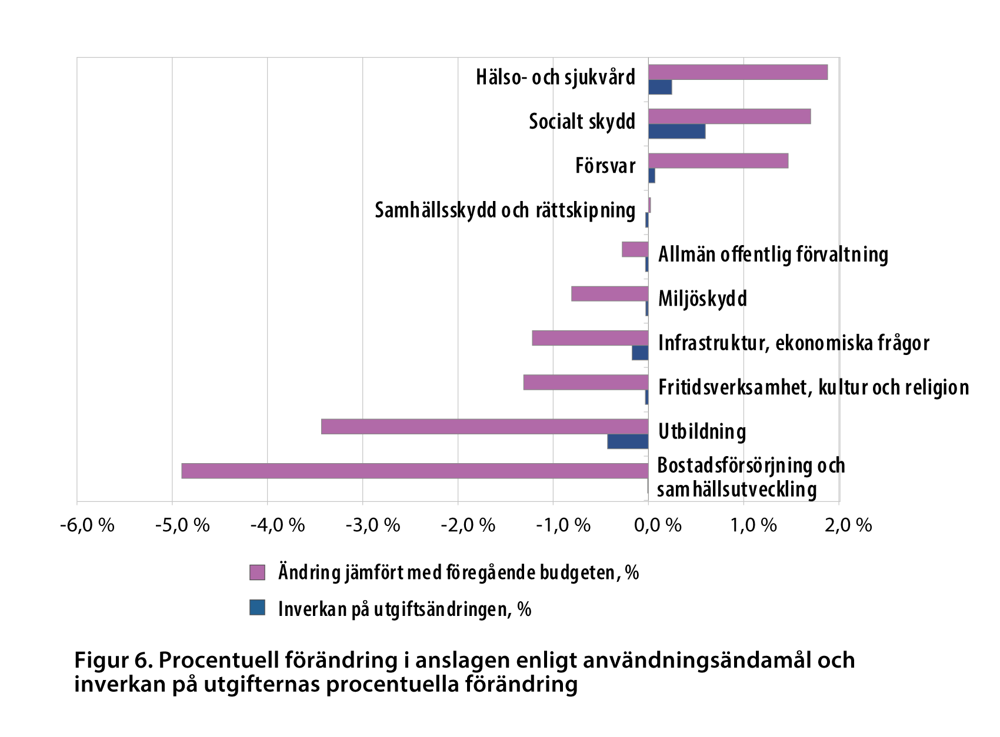 Hälso- och sjukvård
Socialt skydd
Försvar
Samhällsskydd och rättskipning
Allmän offentlig förvaltning
Miljöskydd
Infrastruktur, ekonomiska frågor
Fritidsverksamhet, kultur och religion
Utbildning
Bostadsförsörjning och
samhällsutveckling
-6,0 % -5,0 % -4,0 % -3,0 % -2,0 % -1,0 % 0,0 % 1,0 % 2,0 %
Ändring jämfört med föregående budgeten, %
Inverkan på utgiftsändringen, %
Figur 6. Procentuell förändring i anslagen enligt användningsändamål och
inverkan på utgifternas procentuella förändring